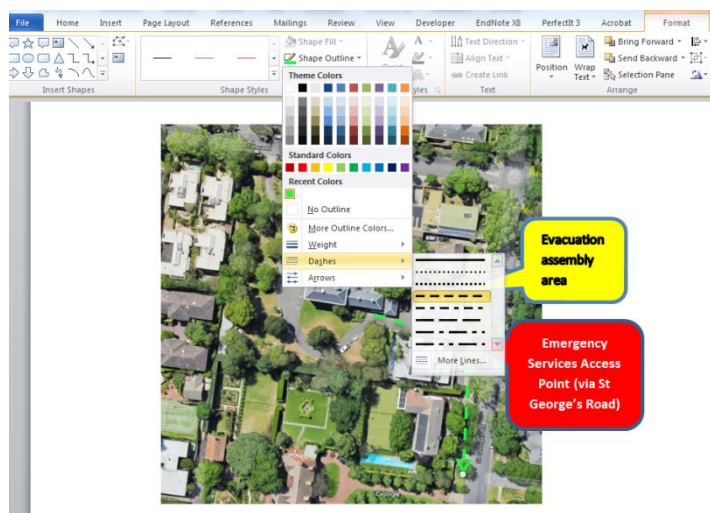 File Home Insert Page Layout References Mailings Review View Developer EndNote X8 PerfectIt 3 Acrobat Format
Shape Fill
Shape Outline
Text Direction
Align Text
Create Link
Position
Wrap
Text
Bring Forward
Send Backward
Selection Pane
Insert Shapes Shape Styles Text Arrange
Theme Colors
Standard Colors
Recent Colors
No Outline
More Outline Colors...
Weight
Dashes
Arrows
More Lines...
Evacuation
assembly
area
Emergency
Services Access
Point (via St
George's Road)
Google